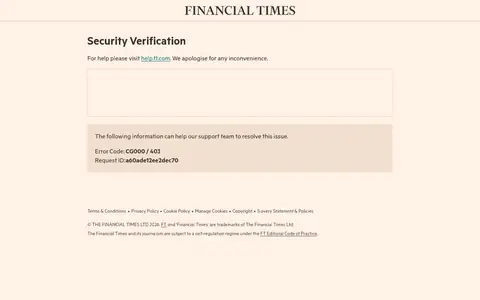 FINANCIAL TIMES
Security Verification
For help please visit help.ft.com. We apologise for any inconvenience.
The following information can help our support team to resolve this issue.
Error Code: CG000 / 403
Request ID: a60ade12ee2dec70
Terms & Conditions • Privacy Policy • Cookie Policy • Manage Cookies • Copyright • Slavery Statement & Policies
© THE FINANCIAL TIMES LTD 2026. FT and 'Financial Times' are trademarks of The Financial Times Ltd.
The Financial Times and its journalism are subject to a self-regulation regime under the FT Editorial Code of Practice.